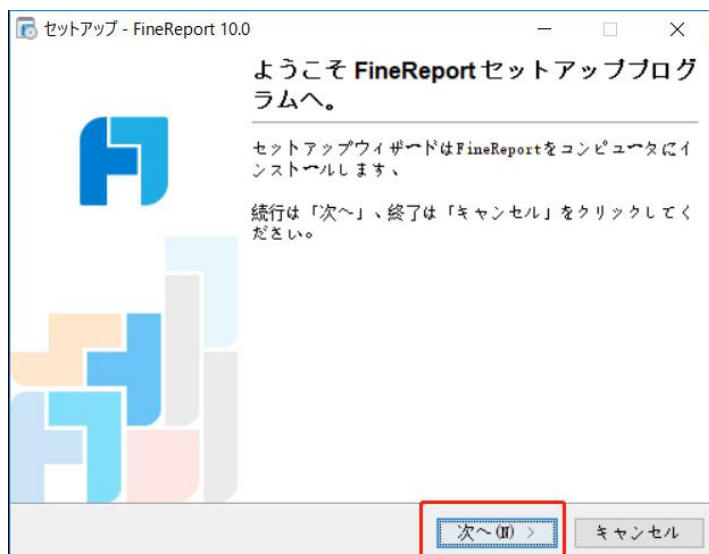 セットアップ - FineReport 10.0
ようこそ FineReport セットアッププログ
ラムへ。
セットアップウィザードはFineReportをコンピュータにイ
ンストールします、
続行は「次へ」、終了は「キャンセル」をクリックしてく
ださい。
次へ(N) >
キャンセル